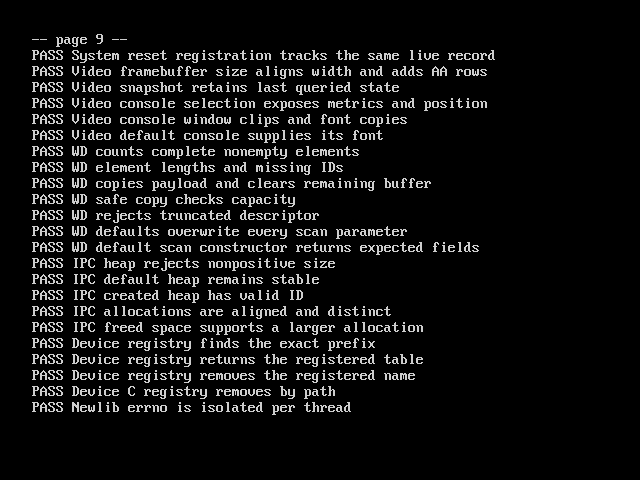 -- page 9 --
PASS System reset registration tracks the same live record
PASS Video framebuffer size aligns width and adds AA rows
PASS Video snapshot retains last queried state
PASS Video console selection exposes metrics and position
PASS Video console window clips and font copies
PASS Video default console supplies its font
PASS WD counts complete nonempty elements
PASS WD element lengths and missing IDs
PASS WD copies payload and clears remaining buffer
PASS WD safe copy checks capacity
PASS WD rejects truncated descriptor
PASS WD defaults overwrite every scan parameter
PASS WD default scan constructor returns expected fields
PASS IPC heap rejects nonpositive size
PASS IPC default heap remains stable
PASS IPC created heap has valid ID
PASS IPC allocations are aligned and distinct
PASS IPC freed space supports a larger allocation
PASS Device registry finds the exact prefix
PASS Device registry returns the registered table
PASS Device registry removes the registered name
PASS Device C registry removes by path
PASS Newlib errno is isolated per thread